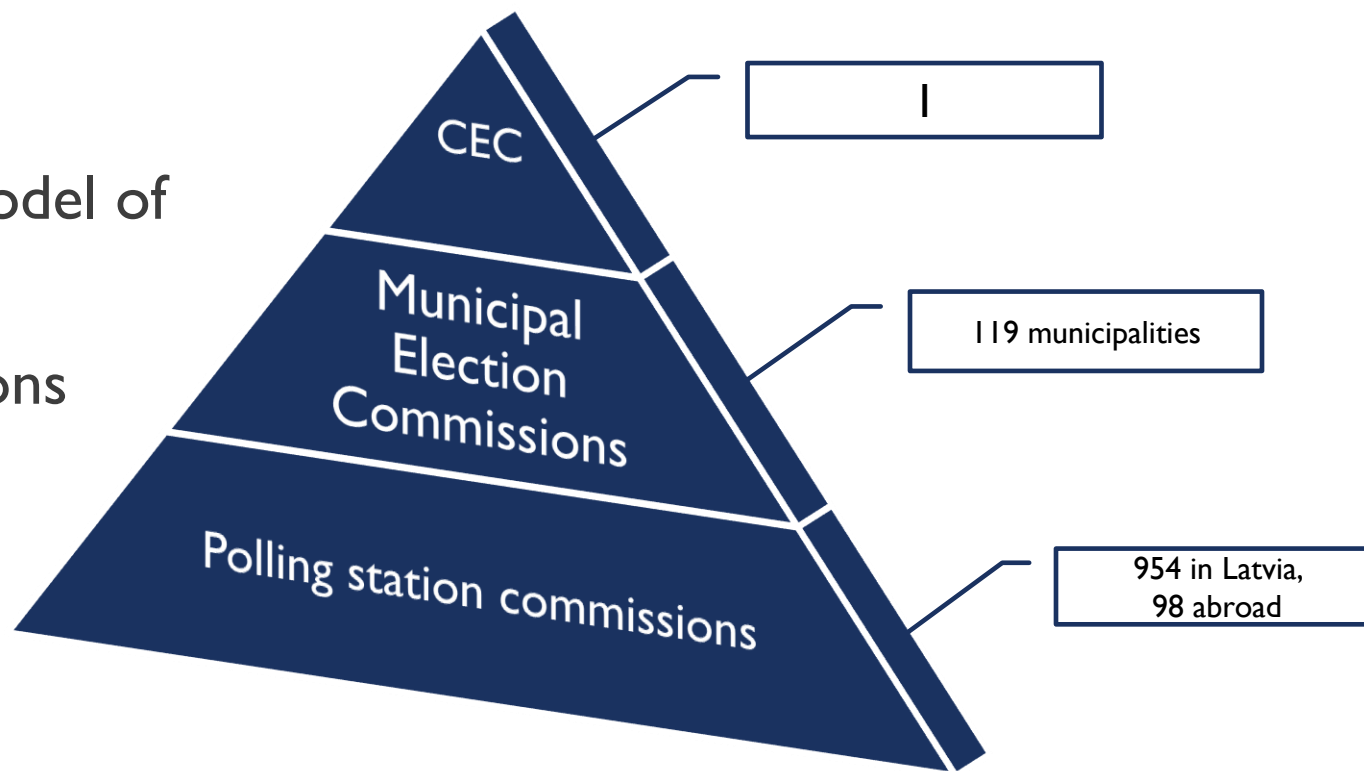 odel of
ons
CEC
Municipal
Election
Commissions
Polling station commissions
1
119 municipalities
954 in Latvia,
98 abroad